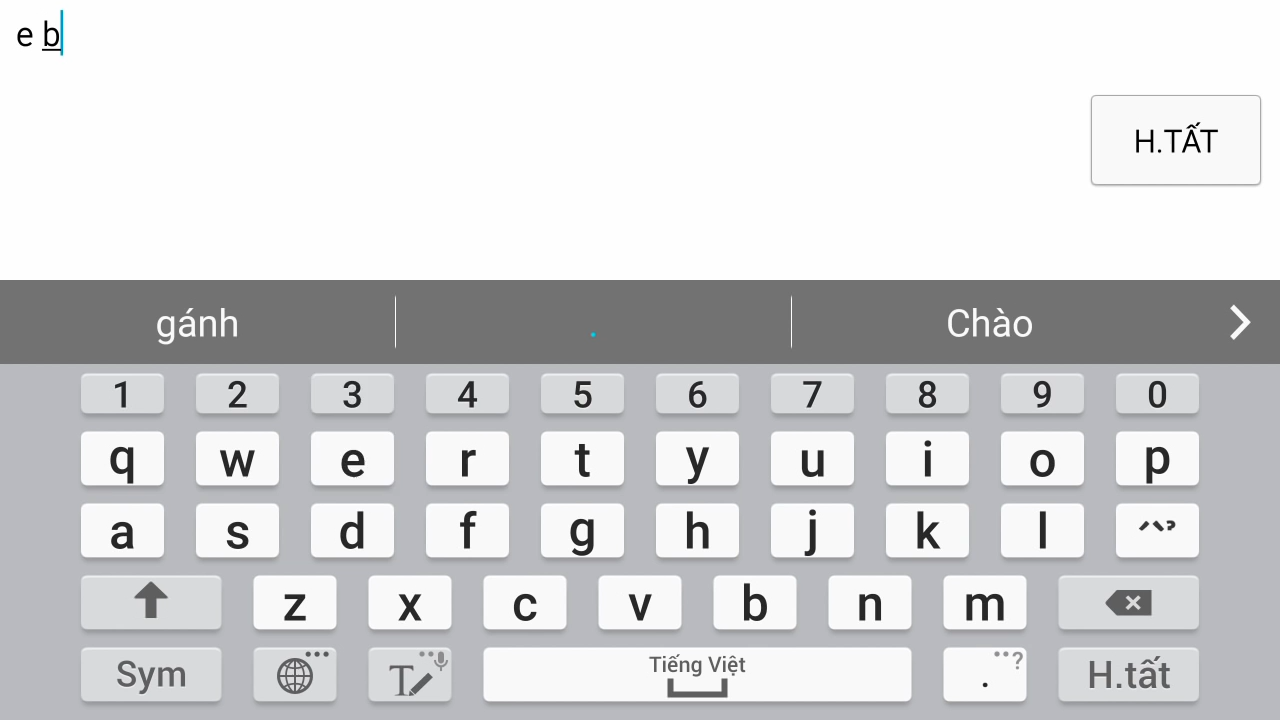 e b
H.TẤT
gánh . Chào
1 2 3 4 5 6 7 8 9 0
q w e r t y u i o p
a s d f g h j k l ^~?
z x c v b n m
Sym T Tiếng Việt . ? H.tất